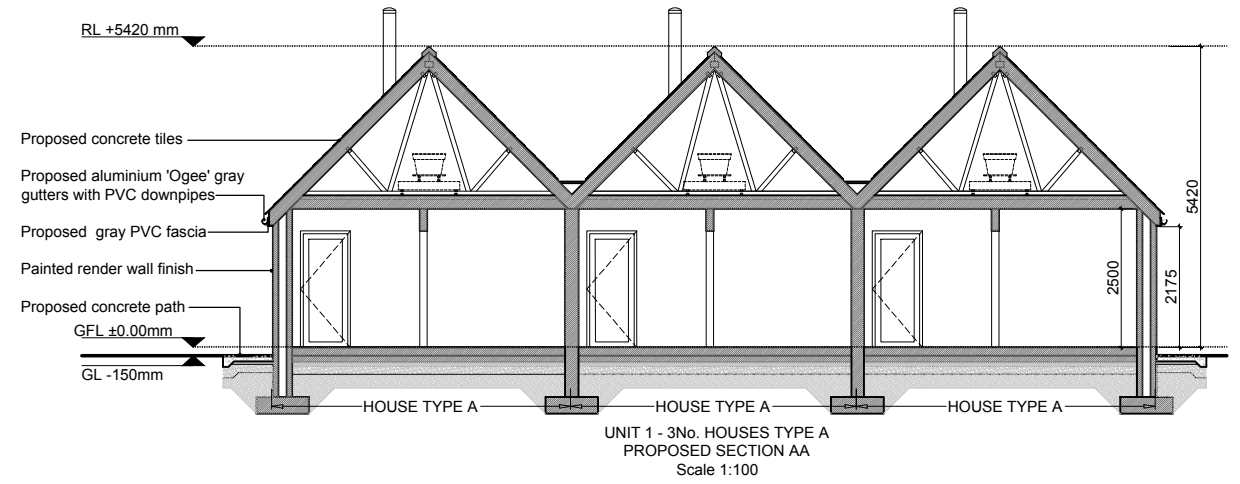 RL +5420 mm
Proposed concrete tiles
Proposed aluminium 'Ogee' gray
gutters with PVC downpipes
Proposed gray PVC fascia
Painted render wall finish
Proposed concrete path
GFL ±0.00mm
GL -150mm
5420
2500
2175
HOUSE TYPE A
HOUSE TYPE A
HOUSE TYPE A
UNIT 1 - 3No. HOUSES TYPE A
PROPOSED SECTION AA
Scale 1:100